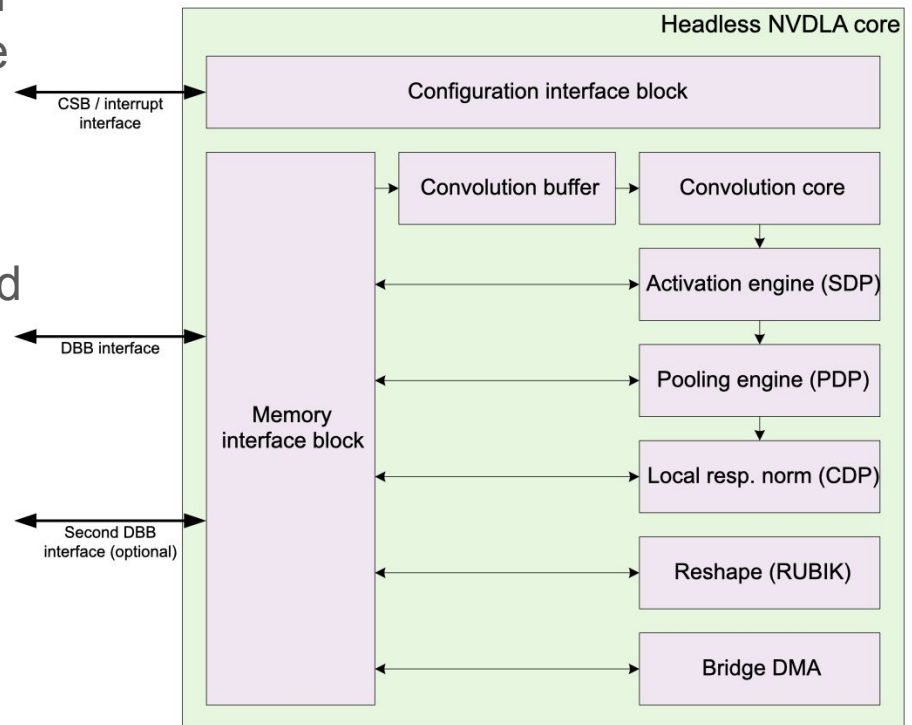 Headless NVDLA core
Configuration interface block
CSB / interrupt
interface
Convolution buffer
Convolution core
Activation engine (SDP)
DBB interface
Pooling engine (PDP)
Memory
interface block
Local resp. norm (CDP)
Second DBB
interface (optional)
Reshape (RUBIK)
Bridge DMA